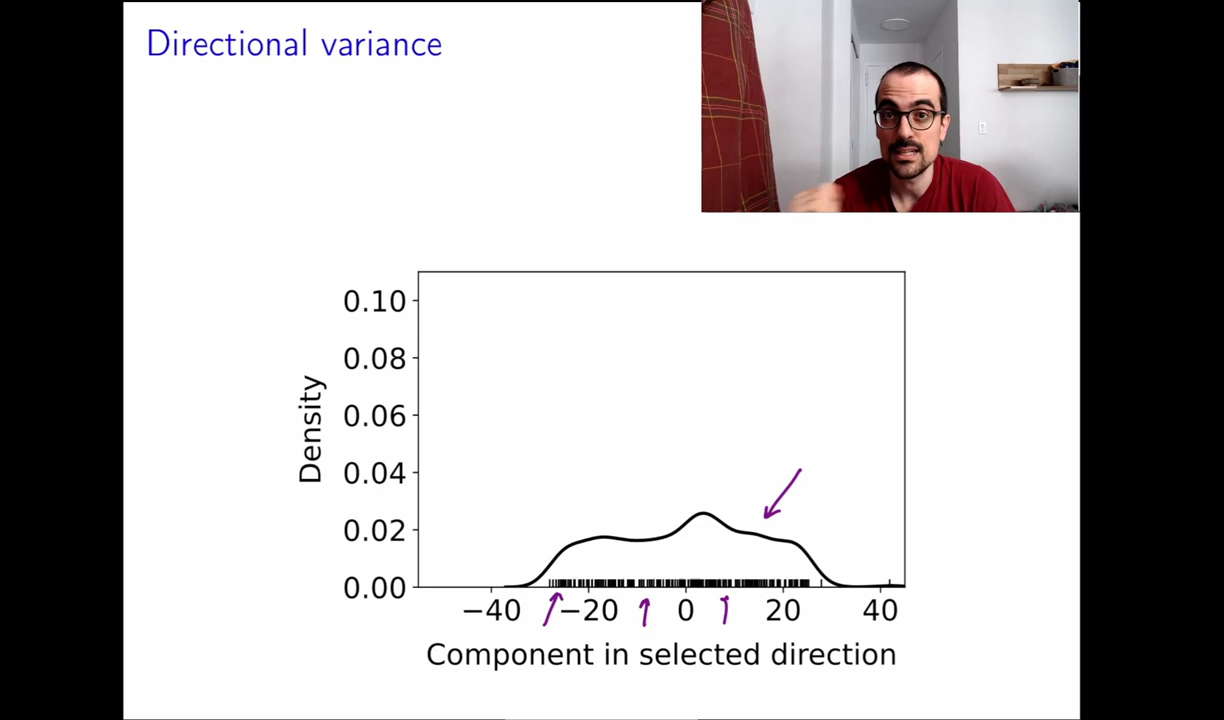 Directional variance
0.10
0.08
0.06
0.04
0.02
0.00
Density
−40 −20 0 20 40
Component in selected direction